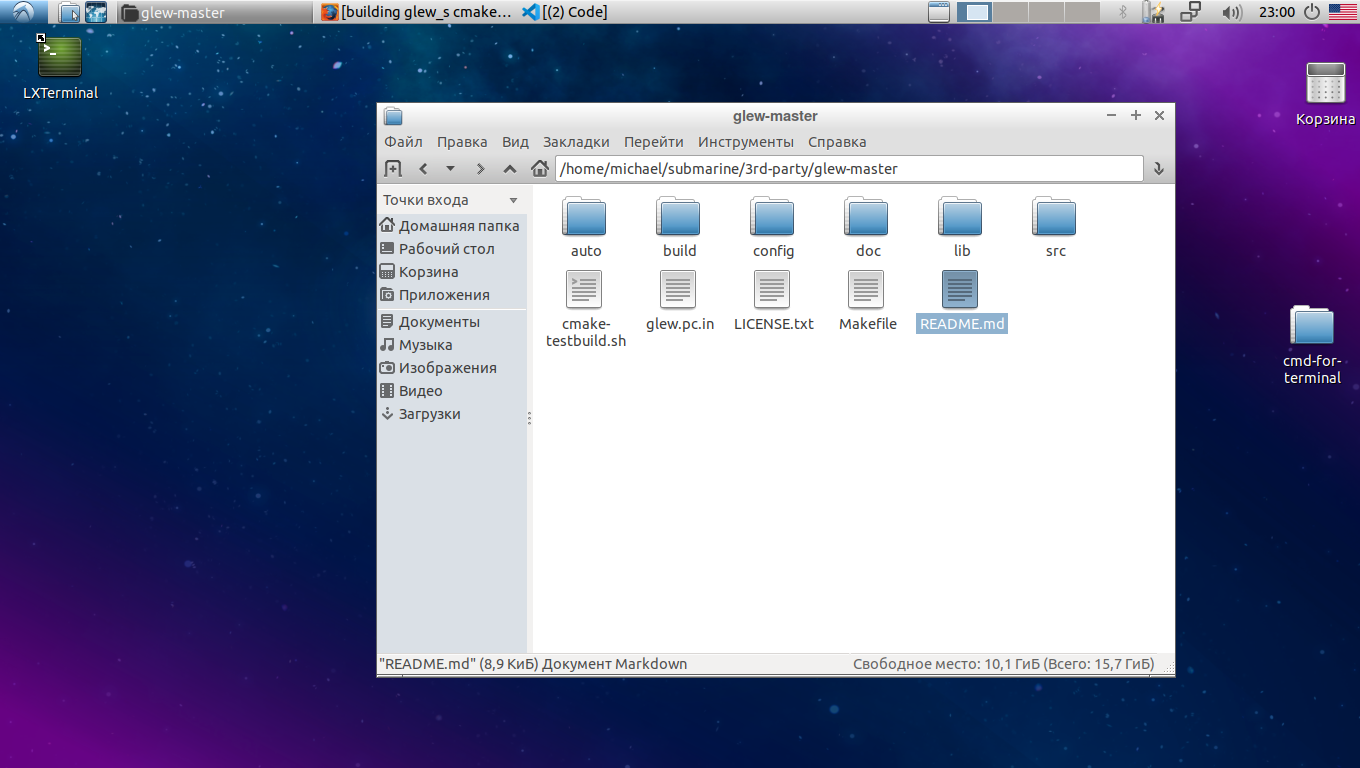 glew-master
[building glew_s cmake...
[(2) Code]
23:00
LXTerminal
Корзина
cmd-for-
terminal
glew-master
Файл Правка Вид Закладки Перейти Инструменты Справка
/home/michael/submarine/3rd-party/glew-master
Точки входа
Домашняя папка
Рабочий стол
Корзина
Приложения
Документы
Музыка
Изображения
Видео
Загрузки
auto build config doc lib src
cmake-
testbuild.sh
glew.pc.in LICENSE.txt Makefile README.md
"README.md" (8,9 КиБ) Документ Markdown
Свободное место: 10,1 ГиБ (Всего: 15,7 ГиБ)